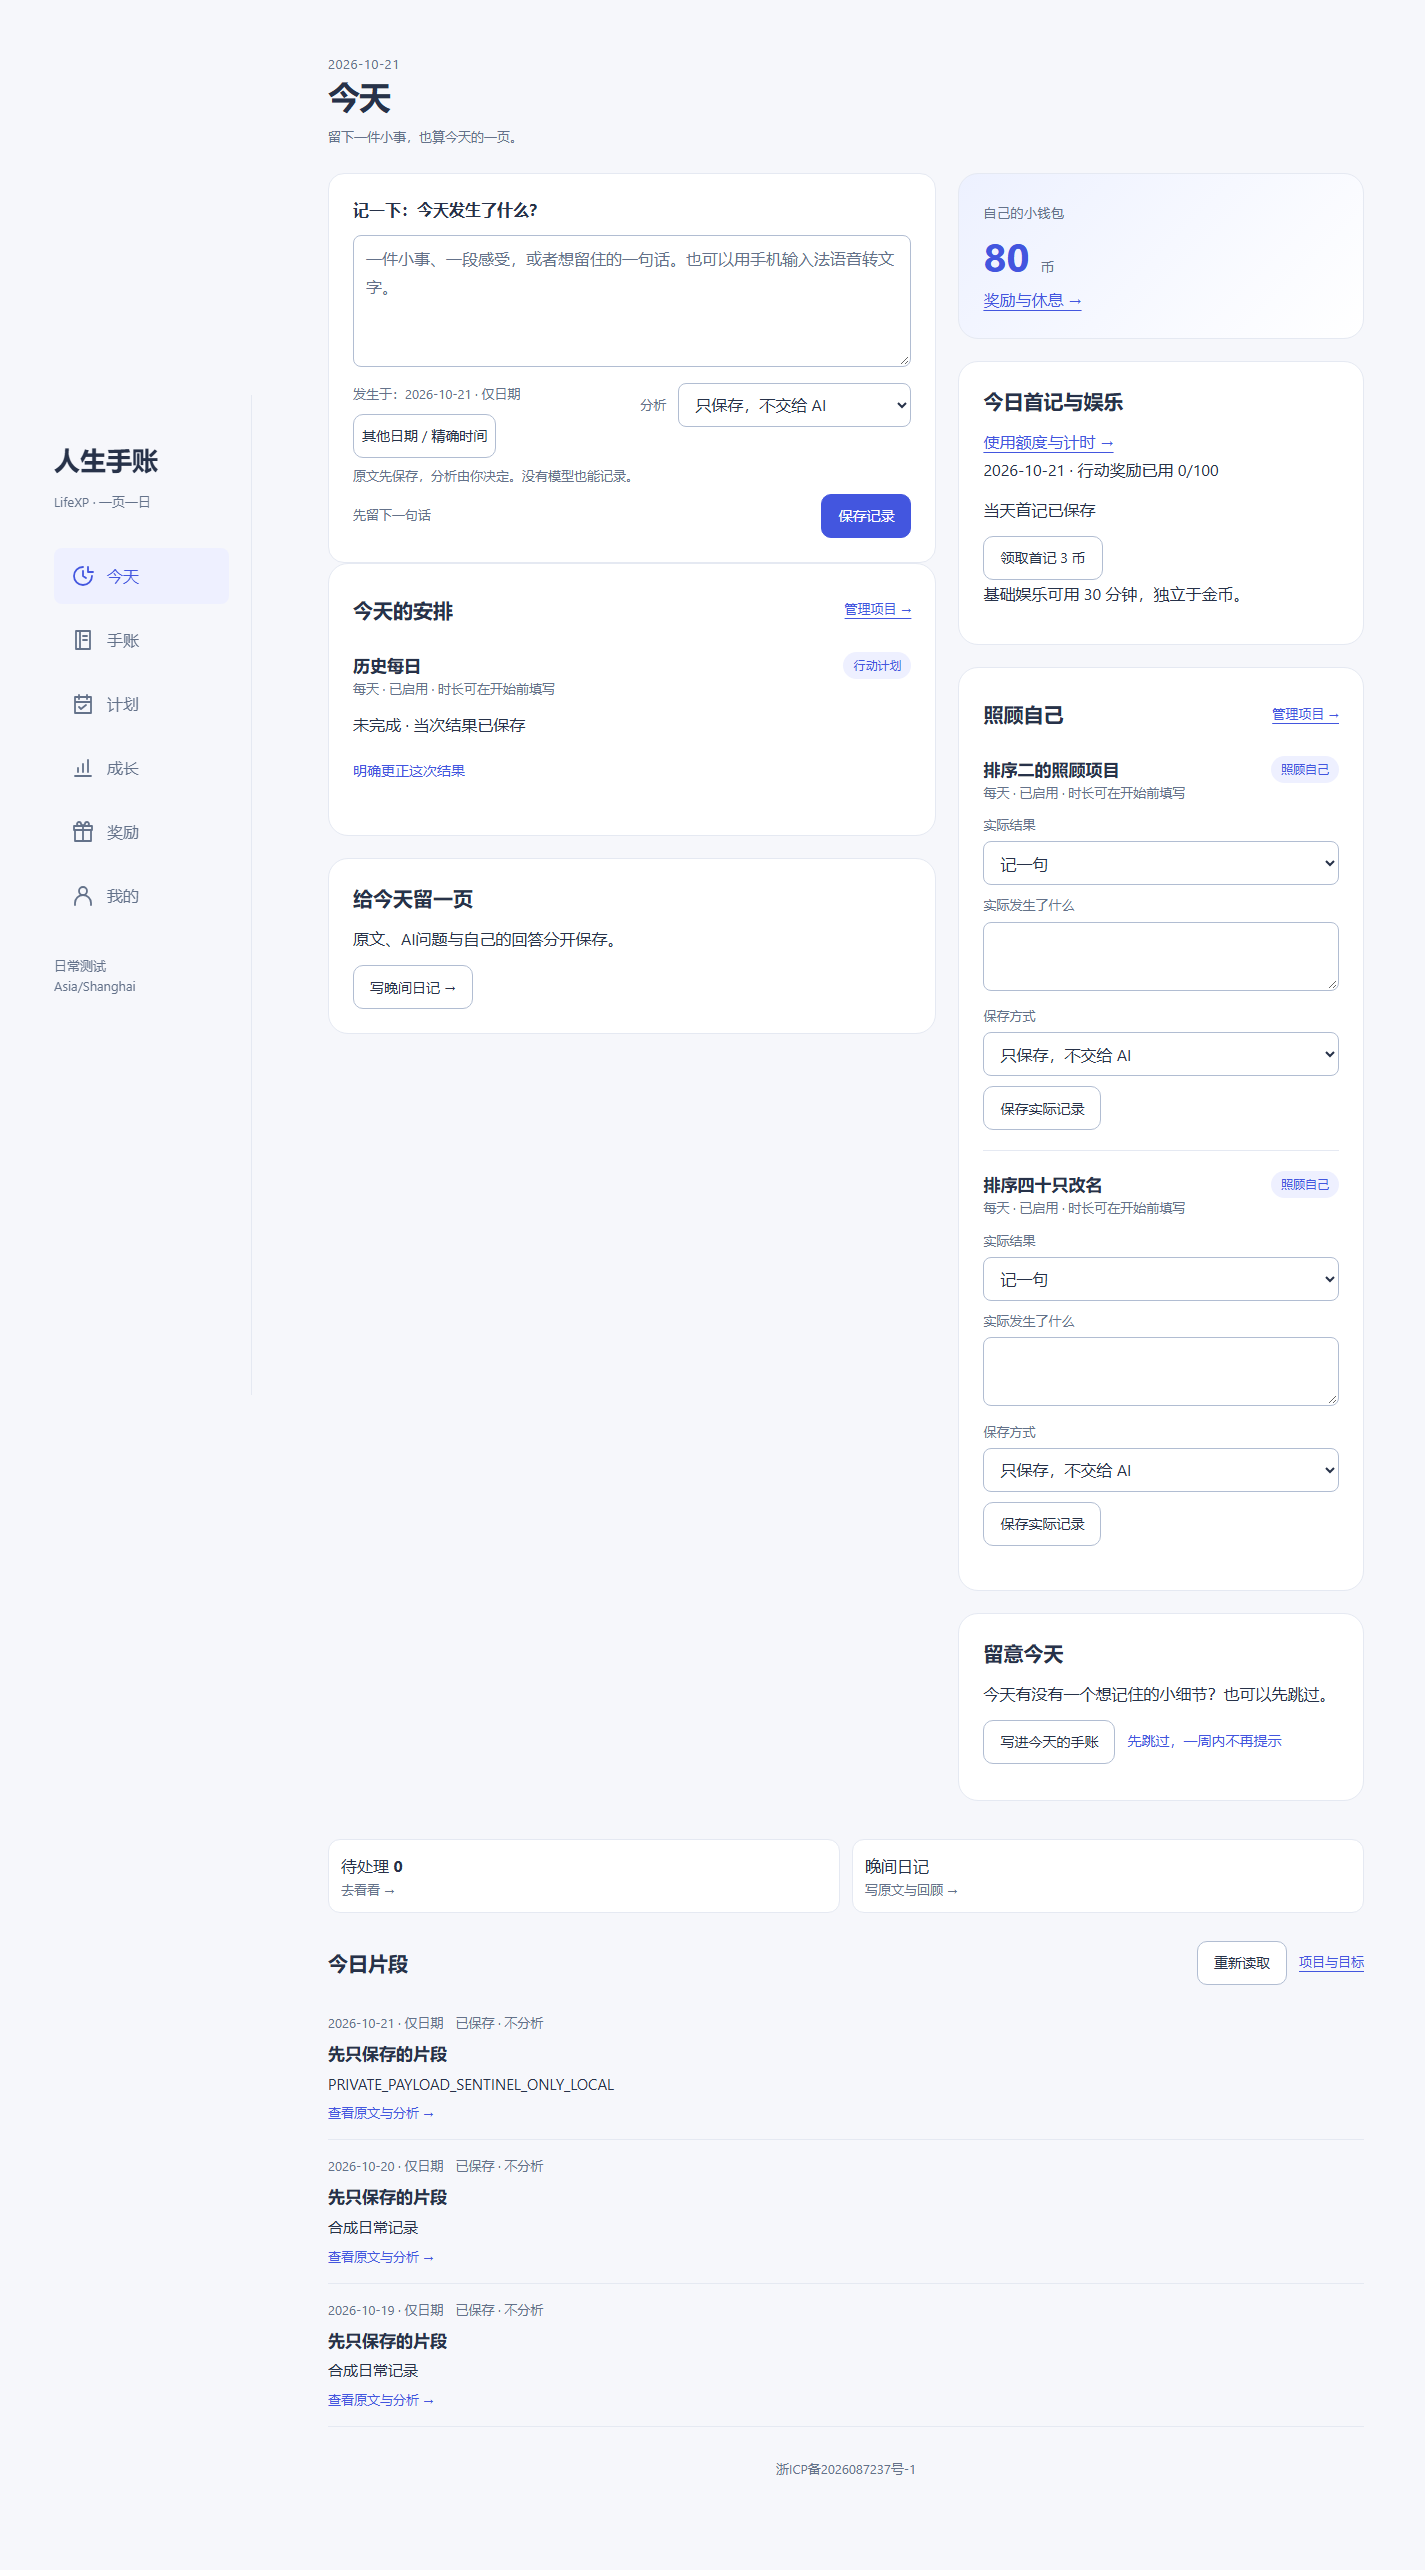 人生手账
LifeXP · 一页一日
今天
手账
计划
成长
奖励
我的
日常测试
Asia/Shanghai
2026-10-21
今天
留下一件小事，也算今天的一页。
记一下：今天发生了什么？
一件小事、一段感受，或者想留住的一句话。也可以用手机输入法语音转文
字。
发生于：2026-10-21 · 仅日期
分析
只保存，不交给 AI
其他日期 / 精确时间
原文先保存，分析由你决定。没有模型也能记录。
先留下一句话
保存记录
今天的安排
管理项目 →
历史每日
行动计划
每天 · 已启用 · 时长可在开始前填写
未完成 · 当次结果已保存
明确更正这次结果
给今天留一页
原文、AI问题与自己的回答分开保存。
写晚间日记 →
自己的小钱包
80 币
奖励与休息 →
今日首记与娱乐
使用额度与计时 →
2026-10-21 · 行动奖励已用 0/100
当天首记已保存
领取首记 3 币
基础娱乐可用 30 分钟，独立于金币。
照顾自己
管理项目 →
排序二的照顾项目
照顾自己
每天 · 已启用 · 时长可在开始前填写
实际结果
记一句
实际发生了什么
保存方式
只保存，不交给 AI
保存实际记录
排序四十只改名
照顾自己
每天 · 已启用 · 时长可在开始前填写
实际结果
记一句
实际发生了什么
保存方式
只保存，不交给 AI
保存实际记录
留意今天
今天有没有一个想记住的小细节？也可以先跳过。
写进今天的手账
先跳过，一周内不再提示
待处理 0
去看看 →
晚间日记
写原文与回顾 →
今日片段
重新读取
项目与目标
2026-10-21 · 仅日期 已保存 · 不分析
先只保存的片段
PRIVATE_PAYLOAD_SENTINEL_ONLY_LOCAL
查看原文与分析 →
2026-10-20 · 仅日期 已保存 · 不分析
先只保存的片段
合成日常记录
查看原文与分析 →
2026-10-19 · 仅日期 已保存 · 不分析
先只保存的片段
合成日常记录
查看原文与分析 →
浙ICP备2026087237号-1